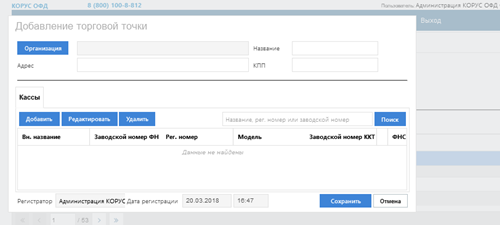 КОРУС ОФД 8 (800) 100-8-812 Пользователь: Администрация КОРУС ОФД
Добавление торговой точки
Выход
Организация Название
Адрес КПП
Кассы
Добавить Редактировать Удалить Название, рег. номер или заводской номер Поиск
Вн. название Заводской номер ФН Рег. номер Модель Заводской номер ККТ ФНС
Данные не найдены
Регистратор Администрация КОРУС Дата регистрации 20.03.2018 16:47 Сохранить Отмена
1 / 53